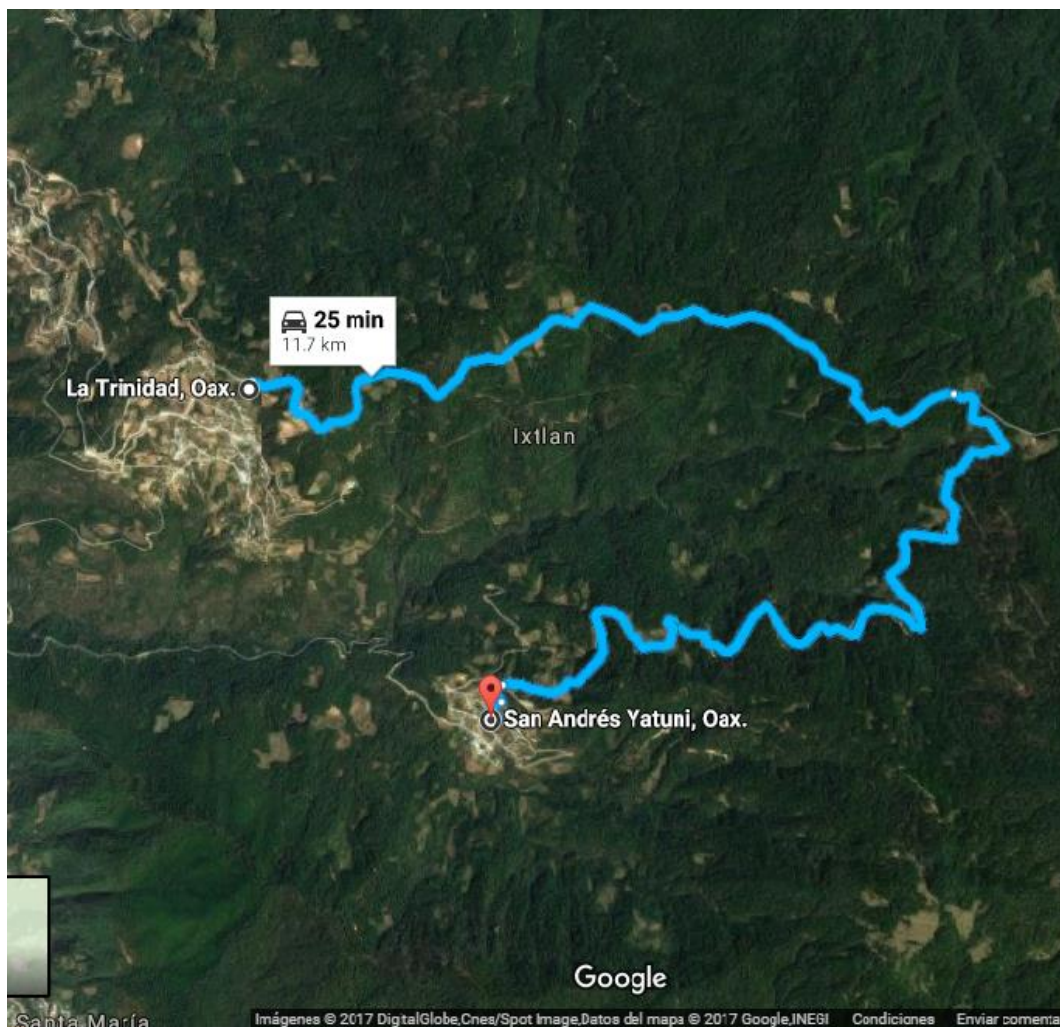 25 min
11.7 km
La Trinidad, Oax.
Ixtlan
San Andrés Yatuni, Oax.
Google
Santa María
Imágenes © 2017 DigitalGlobe,Cnes/Spot Image,Datos del mapa © 2017 Google,INEGI Condiciones Enviar comenta